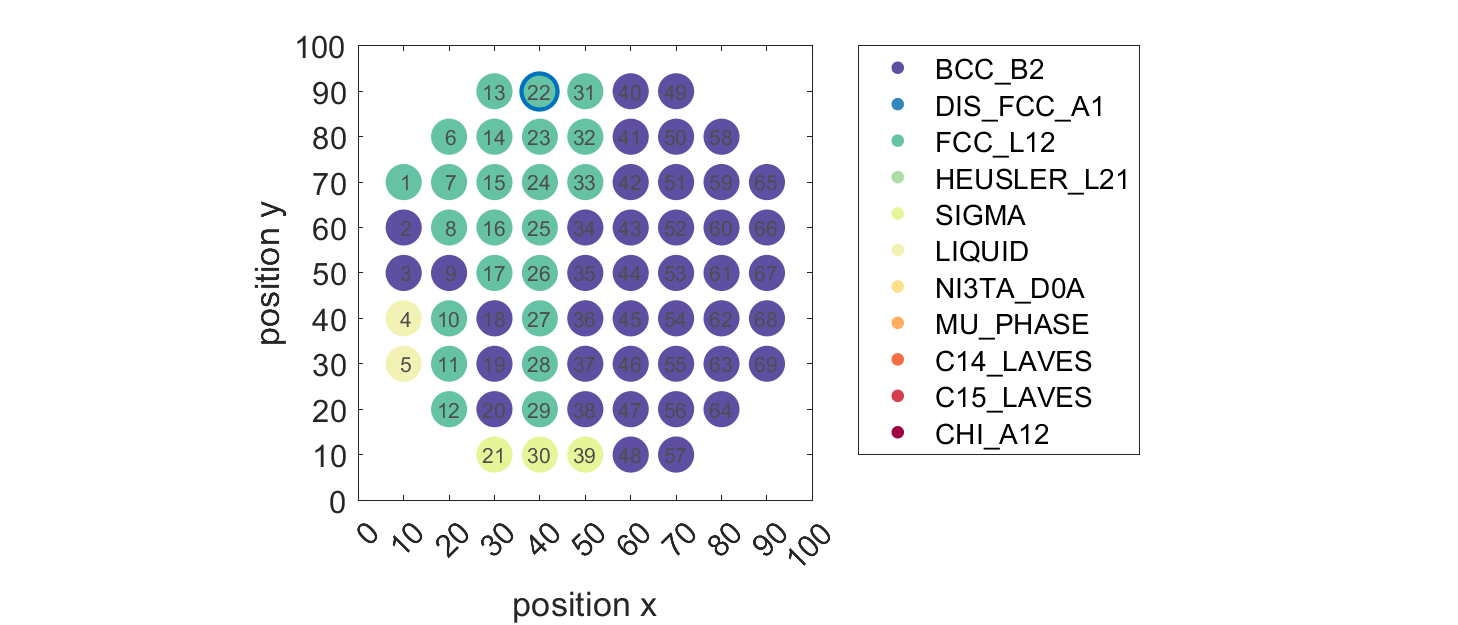 100
90 13 22 31 40 49
80 6 14 23 32 41 50 58
70 1 7 15 24 33 42 51 59 65
60 2 8 16 25 34 43 52 60 66
50 3 9 17 26 35 44 53 61 67
40 4 10 18 27 36 45 54 62 68
30 5 11 19 28 37 46 55 63 69
20 12 20 29 38 47 56 64
10 21 30 39 48 57
0
0 10 20 30 40 50 60 70 80 90 100
position x
position y
BCC_B2
DIS_FCC_A1
FCC_L12
HEUSLER_L21
SIGMA
LIQUID
NI3TA_D0A
MU_PHASE
C14_LAVES
C15_LAVES
CHI_A12